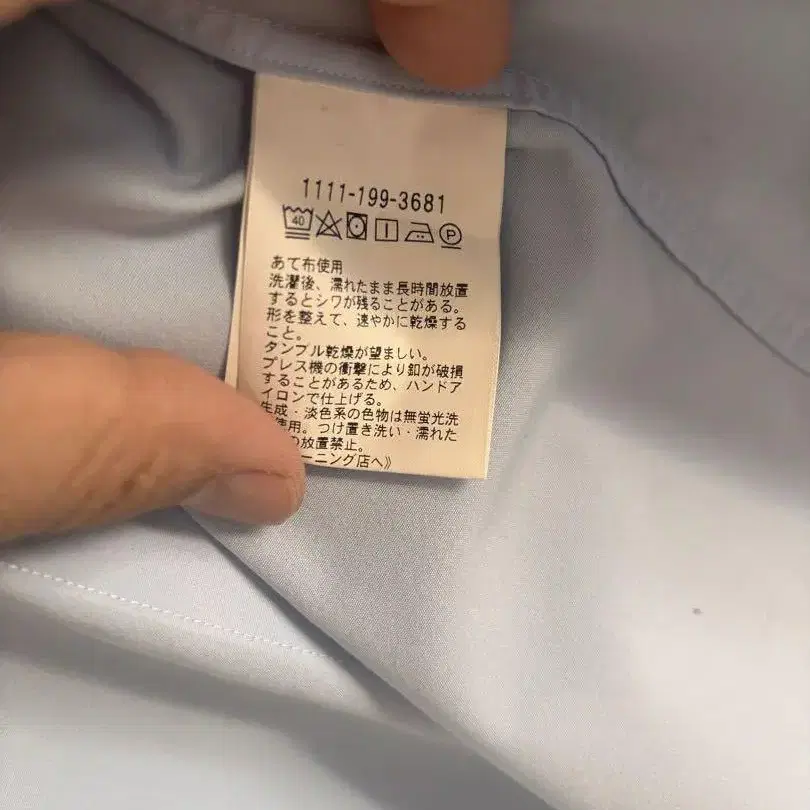 1111-199-3681
40 P
あて布使用
洗濯後、濡れたまま長時間放置
するとシワが残ることがある。
形を整えて、速やかに乾燥する
こと。
タンブル乾燥が望ましい。
プレス機の衝撃により釦が破損
することがあるため、ハンドア
イロンで仕上げる。
生成・淡色系の色物は無蛍光洗
使用。つけ置き洗い・濡れた
の放置禁止。
ーニング店へ》